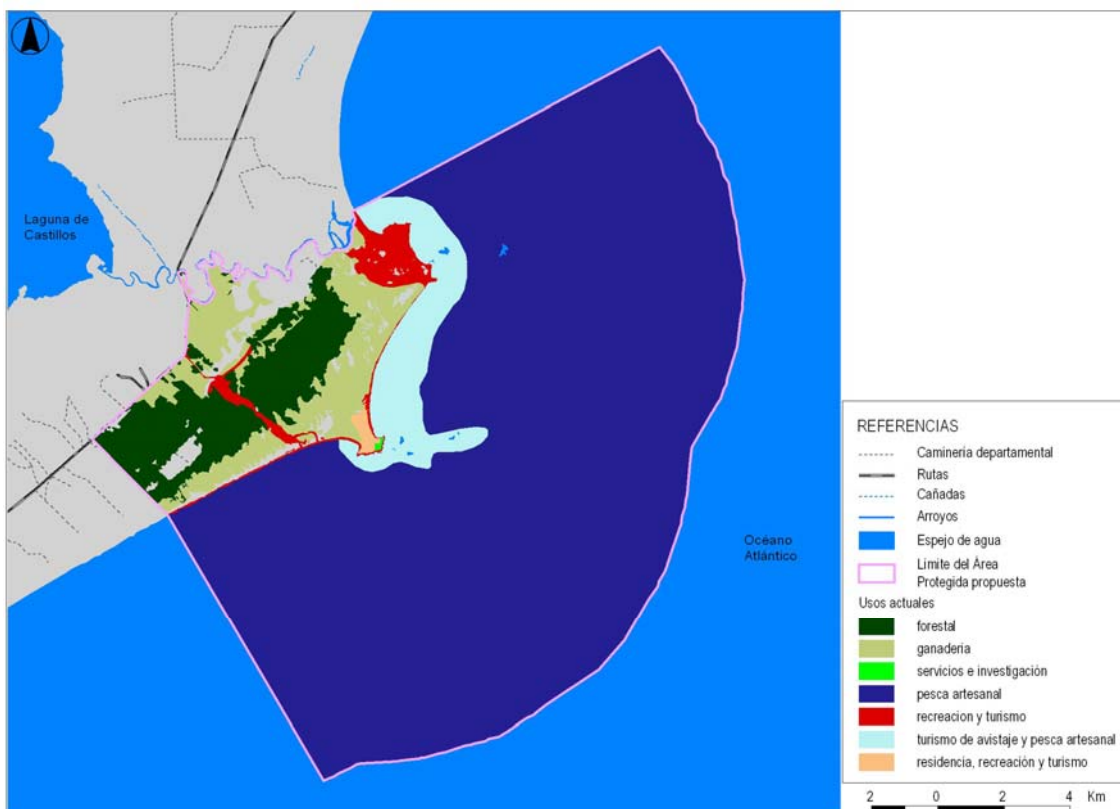 Laguna de
Castillos
Océano
Atlántico
REFERENCIAS
Caminería departamental
Rutas
Cañadas
Arroyos
Espejo de agua
Limite del Área
Protegida propuesta
Usos actuales
forestal
ganadería
servicios e investigación
pesca artesanal
recreacion y turismo
turismo de avistaje y pesca artesanal
residencia, recreación y turismo
2 0 2 4 Km